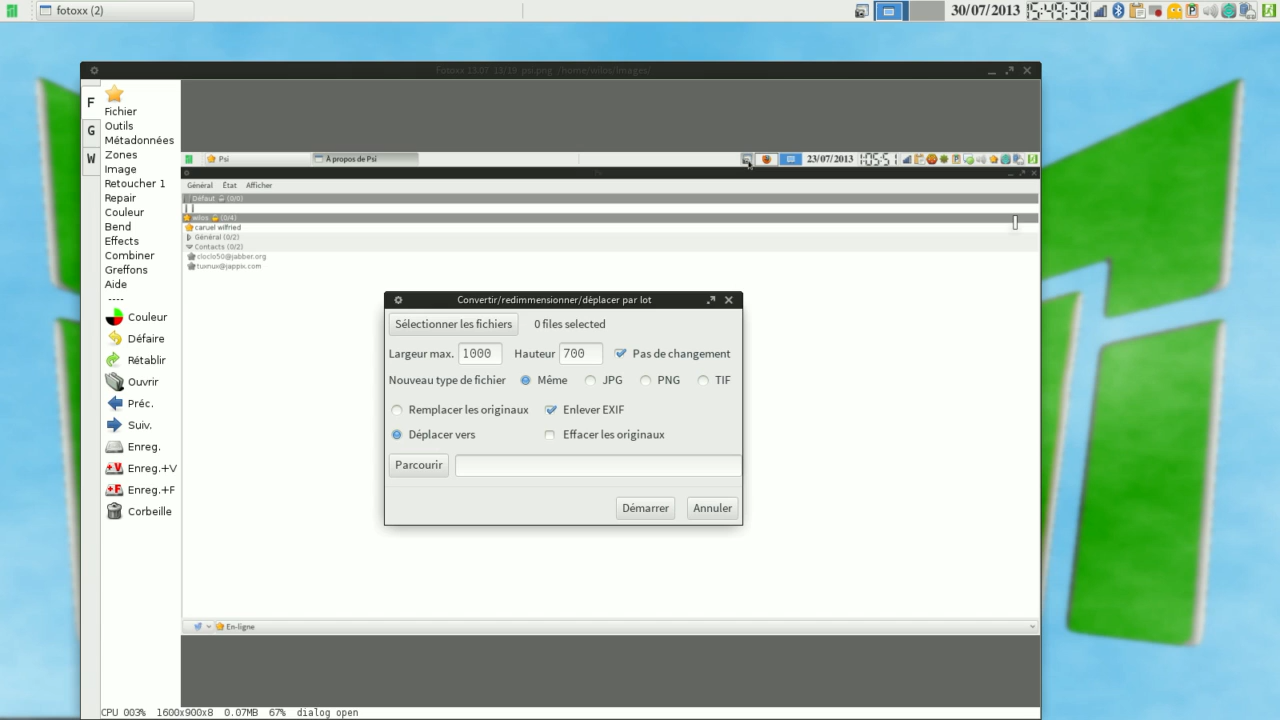 fotoxx (2)
30/07/2013 15:49:39
Fotoxx 13.07 13/19 psi.png /home/wilos/Images/
F
G
W
Fichier
Outils
Métadonnées
Zones
Image
Retoucher 1
Repair
Couleur
Bend
Effects
Combiner
Greffons
Aide
----
Couleur
Défaire
Rétablir
Ouvrir
Préc.
Suiv.
Enreg.
Enreg.+V
Enreg.+F
Corbeille
Psi
À propos de Psi
23/07/2013
Général État Afficher
Défaut (0/0)
wilos (0/4)
caruel wilfried
Général (0/2)
Contacts (0/2)
cloclo50@jabber.org
tuxnux@jappix.com
Convertir/redimmensionner/déplacer par lot
Sélectionner les fichiers 0 files selected
Largeur max. 1000 Hauteur 700 Pas de changement
Nouveau type de fichier Même JPG PNG TIF
Remplacer les originaux Enlever EXIF
Déplacer vers Effacer les originaux
Parcourir
Démarrer Annuler
En-ligne
CPU 003% 1600x900x8 0.07MB 67% dialog open